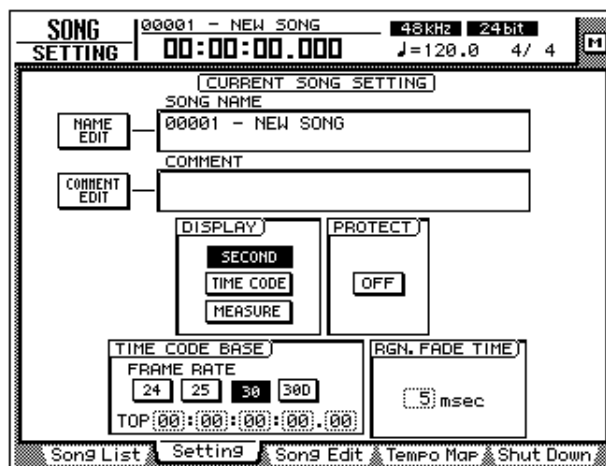 SONG 00001 - NEW SONG 48kHz 24bit
SETTING 00:00:00.000 ♩=120.0 4/ 4 M
CURRENT SONG SETTING
SONG NAME
NAME EDIT 00001 - NEW SONG
COMMENT
COMMENT EDIT
DISPLAY PROTECT
SECOND
TIME CODE OFF
MEASURE
TIME CODE BASE RGN. FADE TIME
FRAME RATE
24 25 30 30D 5 msec
TOP 00:00:00:00.00
Song List Setting Song Edit Tempo Map Shut Down